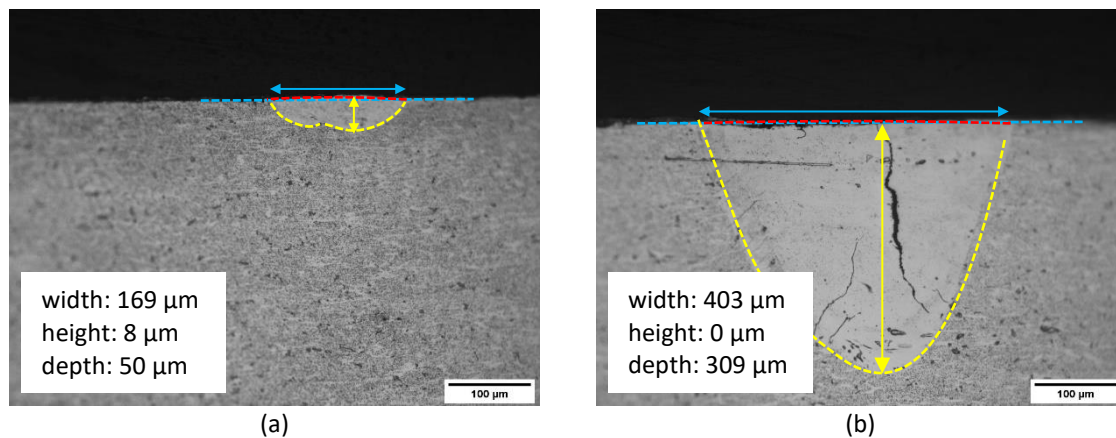 width: 169 µm
height: 8 µm
depth: 50 µm
100 µm
(a)
width: 403 µm
height: 0 µm
depth: 309 µm
100 µm
(b)